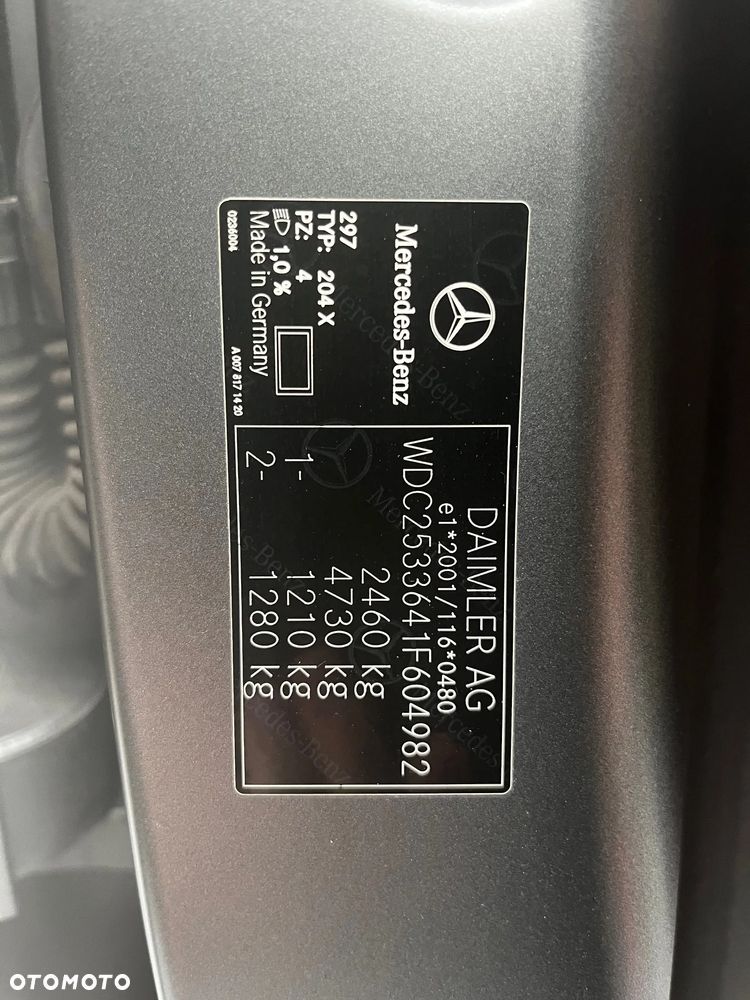 Mercedes-Benz
297
TYP: 204 X
PZ: 4
1,0 %
Made in Germany
0236004
A 007 817 14 20
DAIMLER AG
e1*2001/116*0480
WDC2533641F604982
2460 kg
4730 kg
1- 1210 kg
2- 1280 kg
OTOMOTO